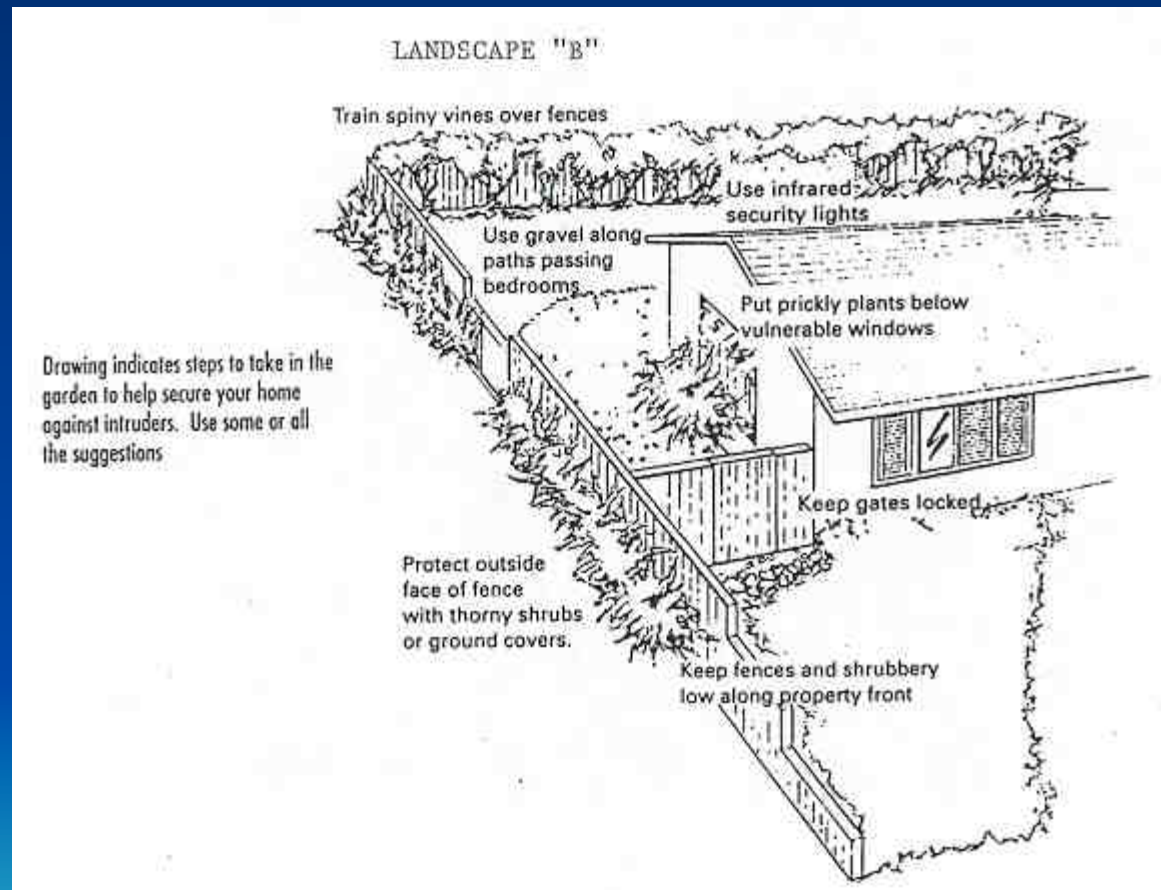 LANDSCAPE "B"
Train spiny vines over fences
Use infrared
security lights
Use gravel along
paths passing
bedrooms
Put prickly plants below
vulnerable windows
Drawing indicates steps to take in the
garden to help secure your home
against intruders. Use some or all
the suggestions
Keep gates locked
Protect outside
face of fence
with thorny shrubs
or ground covers.
Keep fences and shrubbery
low along property front